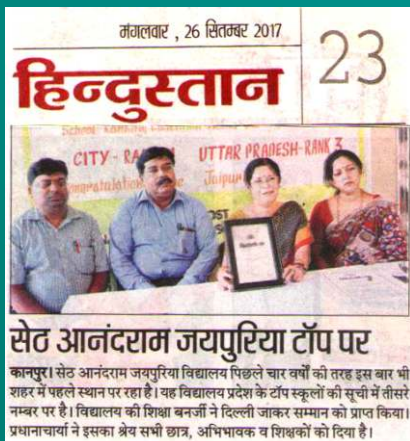 मंगलवार , 26 सितम्बर 2017
23
हिन्दुस्तान
CITY - RA
UTTAR PRADESH-RANK 3
Jaipur
सेठ आनंदराम जयपुरिया टॉप पर
कानपुर। सेठ आनंदराम जयपुरिया विद्यालय पिछले चार वर्षों की तरह इस बार भी
शहर में पहले स्थान पर रहा है। यह विद्यालय प्रदेश के टॉप स्कूलों की सूची में तीसरे
नम्बर पर है। विद्यालय की शिक्षा बनर्जी ने दिल्ली जाकर सम्मान को प्राप्त किया।
प्रधानाचार्या ने इसका श्रेय सभी छात्र, अभिभावक व शिक्षकों को दिया है।